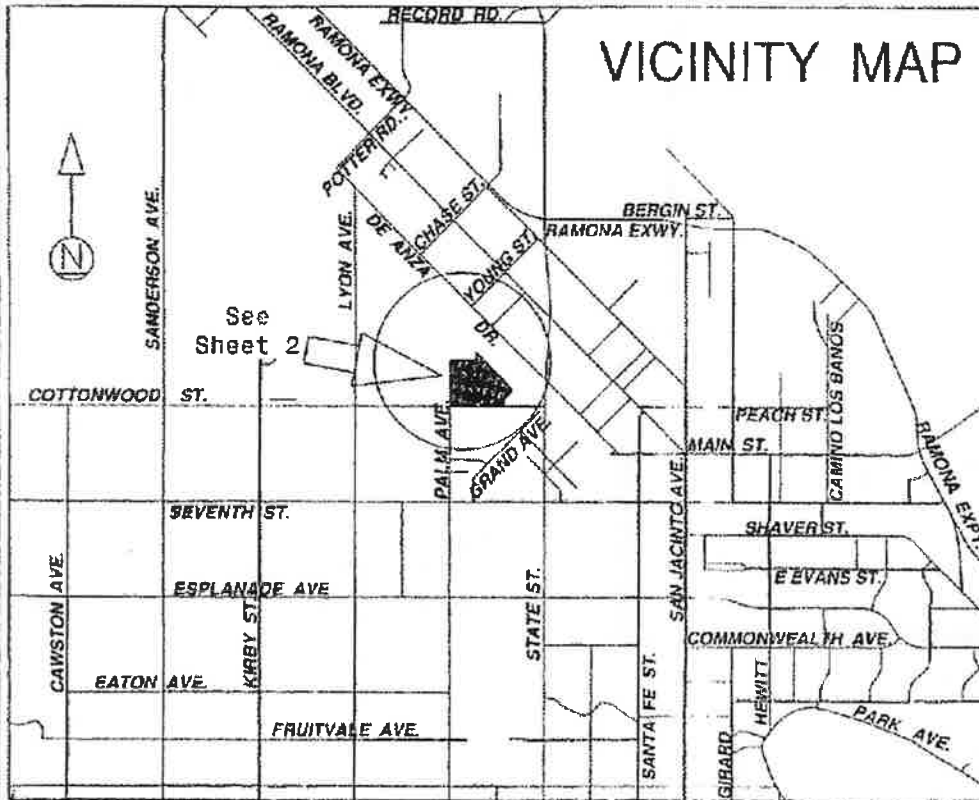 RECORD RD.
VICINITY MAP
RAMONA EXWY.
RAMONA BLVD.
POTTER RD.
SANDERSON AVE.
LYON AVE.
DE ANZA
CHASE ST.
YOUNG ST.
BERGIN ST.
RAMONA EXWY.
N
See
Sheet 2
DR.
CAMINO LOS BANOS
COTTONWOOD ST.
PALM AVE.
GRAND AVE.
PEACH ST.
MAIN ST.
RAMONA EXPY.
SEVENTH ST.
SAN JACINTO AVE.
SHAVER ST.
E EVANS ST.
ESPLANADE AVE
CAWSTON AVE.
KIRBY ST.
STATE ST.
COMMONWEALTH AVE.
EATON AVE.
FRUITVALE AVE.
SANTA FE ST.
HEWITT
GIRARD
PARK AVE.